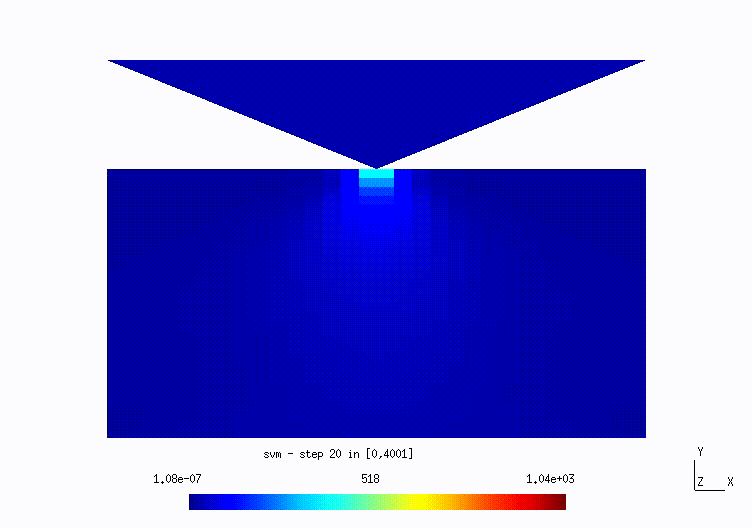 svm - step 20 in [0,4001]
1.08e-07 518 1.04e+03
Y
Z X